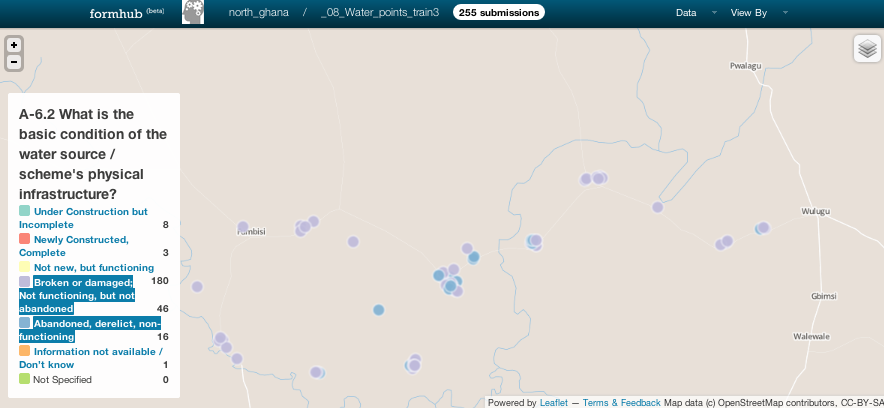 formhub (beta) north_ghana / _08_Water_points_train3 255 submissions Data View By
+
−
Pwalagu
A-6.2 What is the
basic condition of the
water source /
scheme's physical
infrastructure?
Under Construction but
Incomplete 8
Newly Constructed,
Complete 3
Not new, but functioning
180
Broken or damaged;
Not functioning, but not
abandoned 46
Abandoned, derelict, non-
functioning 16
Information not available /
Don't know 1
Not Specified 0
Wulugu
Gbimsi
Walewale
Powered by Leaflet — Terms & Feedback Map data (c) OpenStreetMap contributors, CC-BY-SA